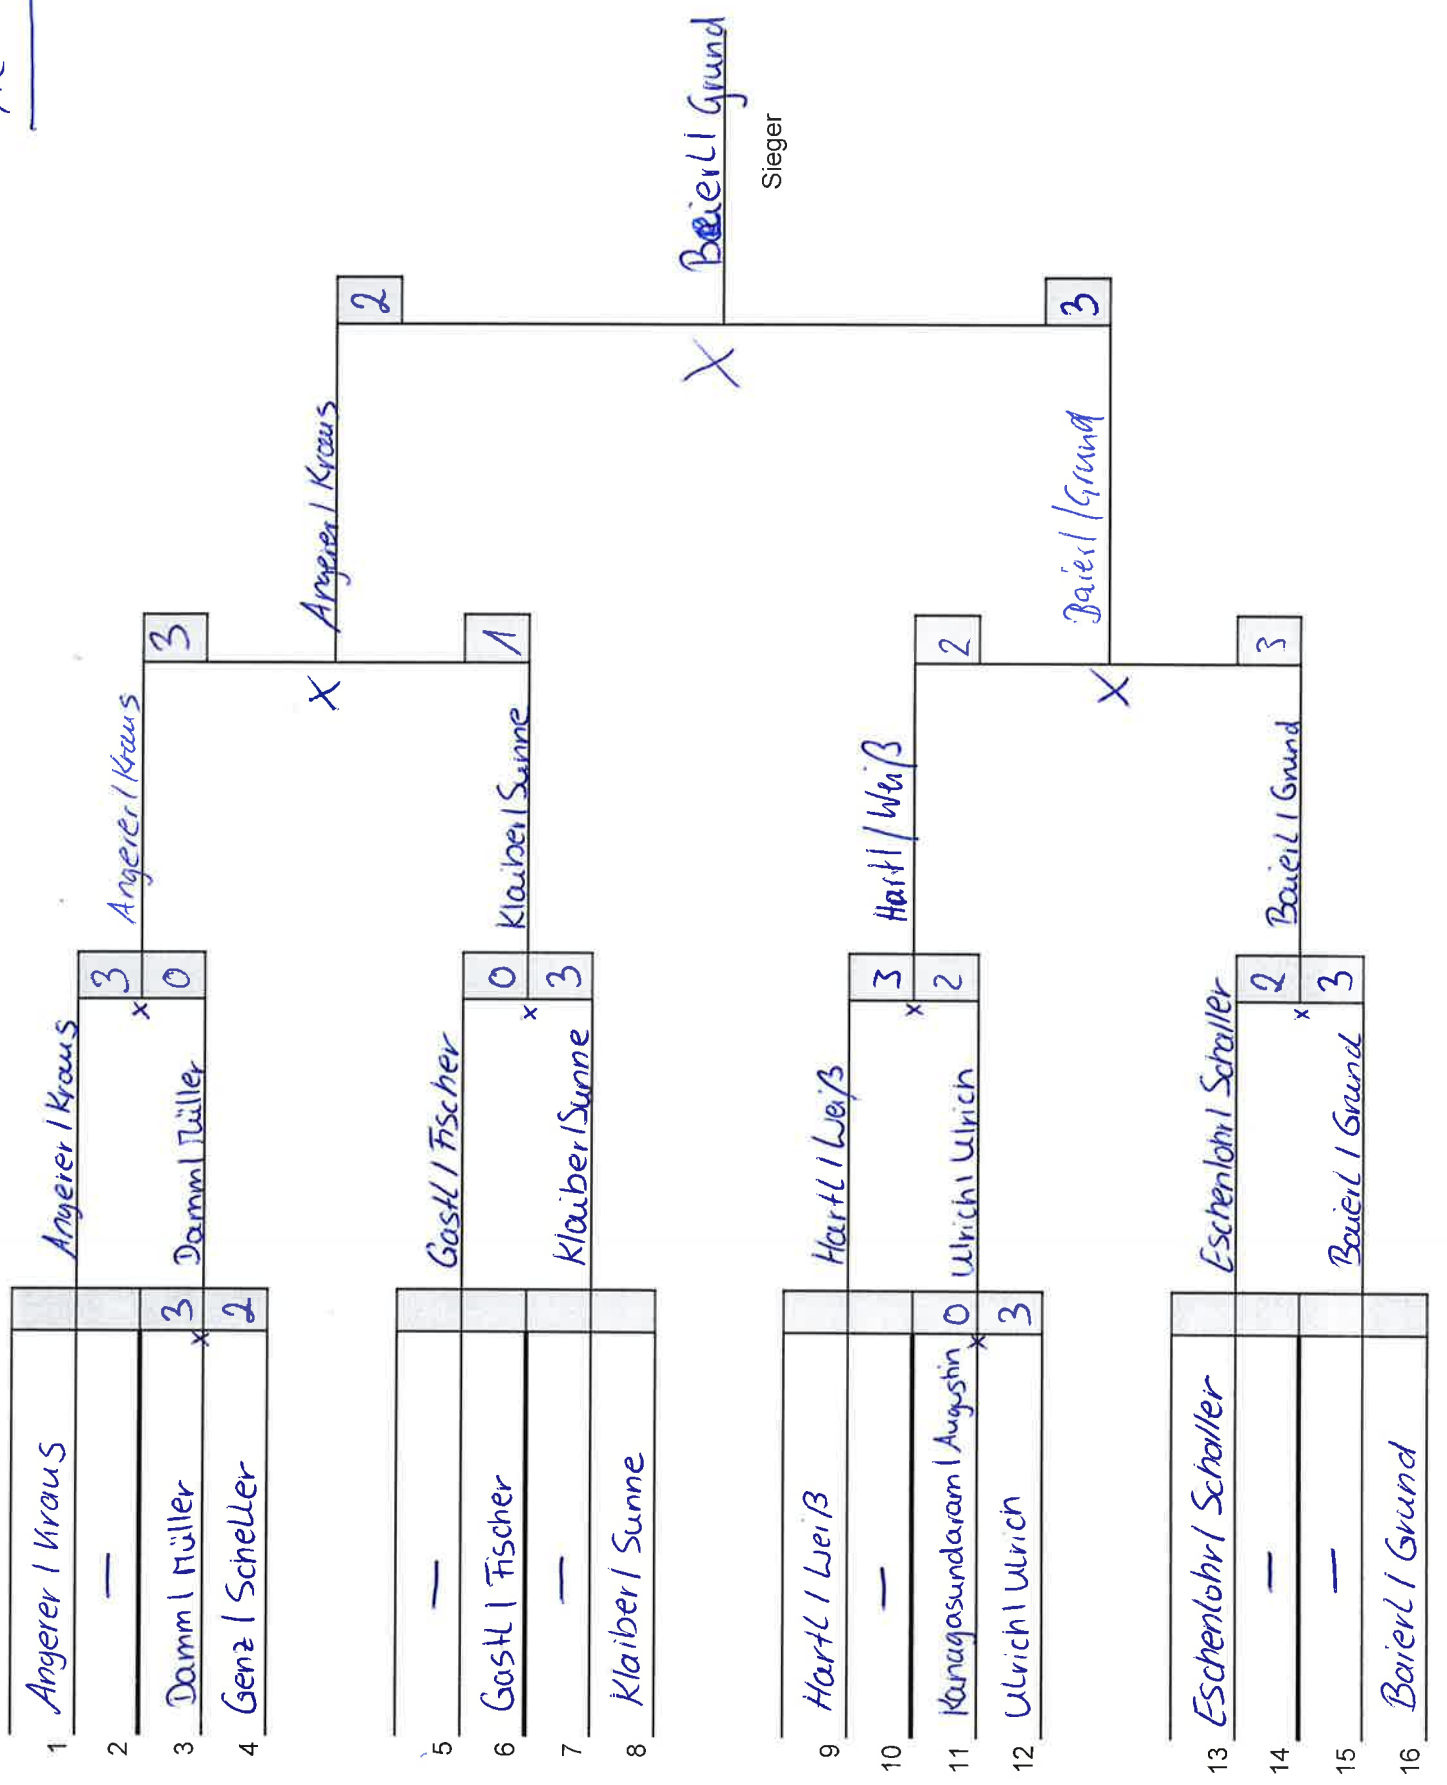 1 Angerer / Kraus
2 —
3 Damm / Müller 3
4 Genz / Scheller 2
5 —
6 Gastl / Fischer
7 —
8 Klaiber / Sunne
9 Hartl / Weiß
10 —
11 Kanagasundaram / Augustin 0
12 Ulrich / Ulrich 3
13 Eschenlohr / Schaller
14 —
15 —
16 Baierl / Grund
Angerer / Kraus 3
x
Damm / Müller 0
Gastl / Fischer 0
x
Klaiber / Sunne 3
Hartl / Weiß 3
x
Ulrich / Ulrich 2
Eschenlohr / Schaller 2
x
Baierl / Grund 3
Angerer / Kraus 3
X
Klaiber / Sunne 1
Hartl / Weiß 2
X
Baierl / Grund 3
Angerer / Kraus 2
X
Baierl / Grund 3
Baierl / Grund
Sieger